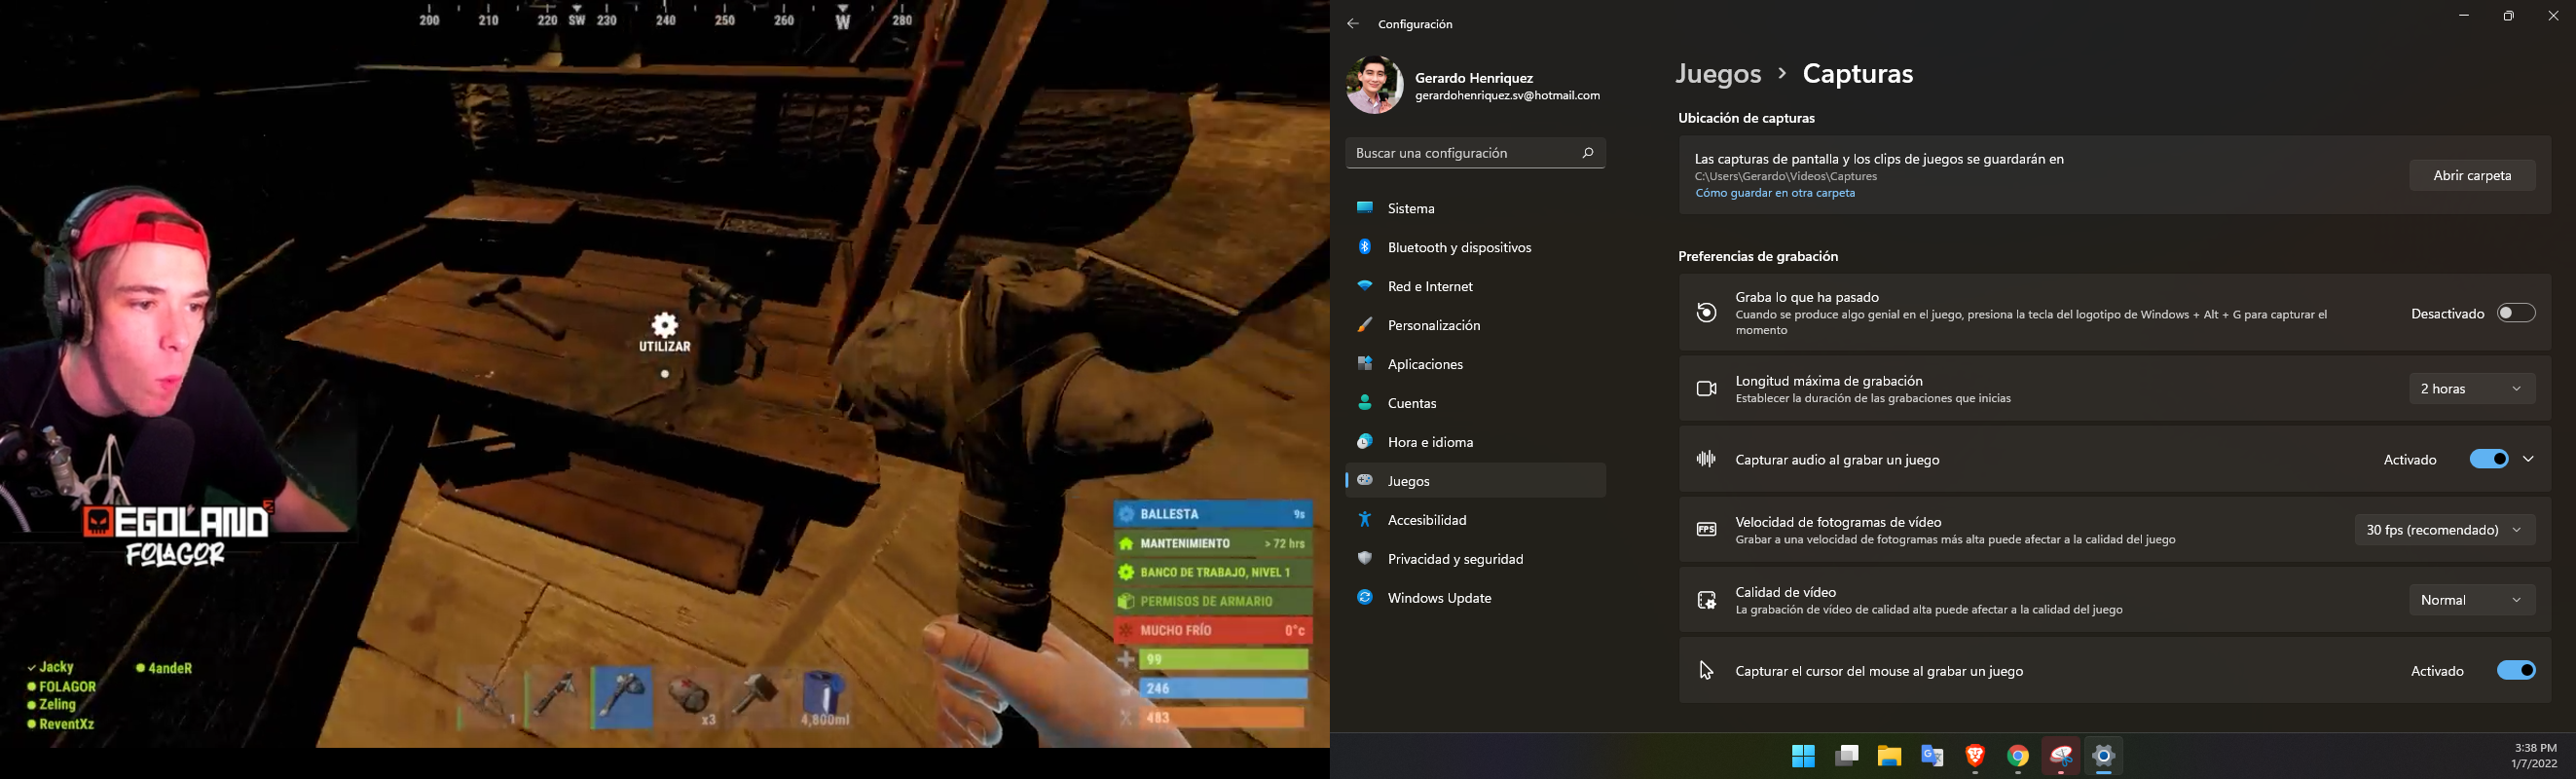 200 210 220 SW 230 240 250 260 W 280
UTILIZAR
EGOLAND2
FOLAGOR
BALLESTA 9s
MANTENIMIENTO > 72 hrs
BANCO DE TRABAJO, NIVEL 1
PERMISOS DE ARMARIO
MUCHO FRÍO 0°c
99
246
483
Jacky 4andeR
FOLAGOR
Zeling
ReventXz
1 x3 4,800ml
Configuración
Gerardo Henriquez
gerardohenriquez.sv@hotmail.com
Buscar una configuración
Sistema
Bluetooth y dispositivos
Red e Internet
Personalización
Aplicaciones
Cuentas
Hora e idioma
Juegos
Accesibilidad
Privacidad y seguridad
Windows Update
Juegos > Capturas
Ubicación de capturas
Las capturas de pantalla y los clips de juegos se guardarán en
C:\Users\Gerardo\Videos\Captures
Cómo guardar en otra carpeta
Abrir carpeta
Preferencias de grabación
Graba lo que ha pasado
Cuando se produce algo genial en el juego, presiona la tecla del logotipo de Windows + Alt + G para capturar el
momento
Desactivado
Longitud máxima de grabación
Establecer la duración de las grabaciones que inicias
2 horas
Capturar audio al grabar un juego
Activado
FPS
Velocidad de fotogramas de vídeo
Grabar a una velocidad de fotogramas más alta puede afectar a la calidad del juego
30 fps (recomendado)
Calidad de vídeo
La grabación de vídeo de calidad alta puede afectar a la calidad del juego
Normal
Capturar el cursor del mouse al grabar un juego
Activado
3:38 PM
1/7/2022